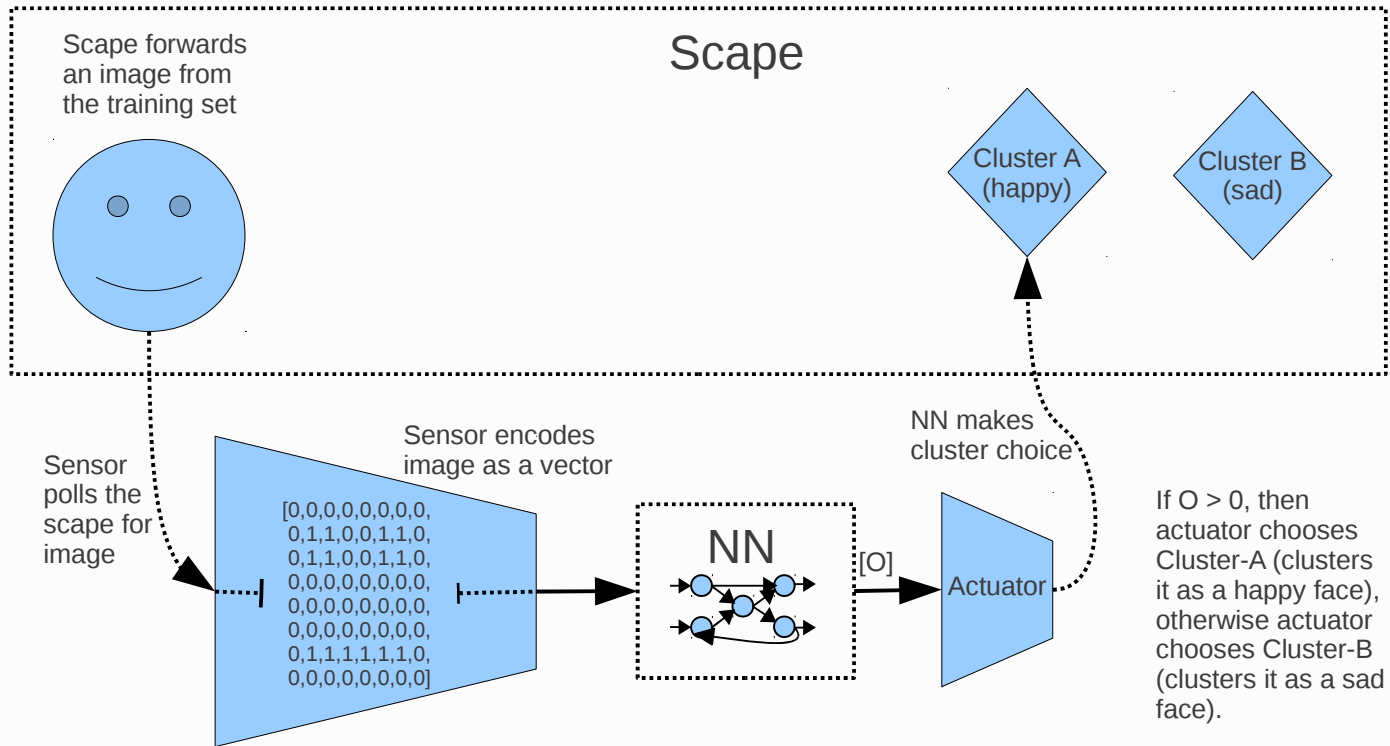 Scape forwards
an image from
the training set
Scape
Cluster A
(happy)
Cluster B
(sad)
Sensor
polls the
scape for
image
Sensor encodes
image as a vector
[0,0,0,0,0,0,0,0,
0,1,1,0,0,1,1,0,
0,1,1,0,0,1,1,0,
0,0,0,0,0,0,0,0,
0,0,0,0,0,0,0,0,
0,0,0,0,0,0,0,0,
0,1,1,1,1,1,1,0,
0,0,0,0,0,0,0,0]
NN
[O]
Actuator
NN makes
cluster choice
If O > 0, then
actuator chooses
Cluster-A (clusters
it as a happy face),
otherwise actuator
chooses Cluster-B
(clusters it as a sad
face).